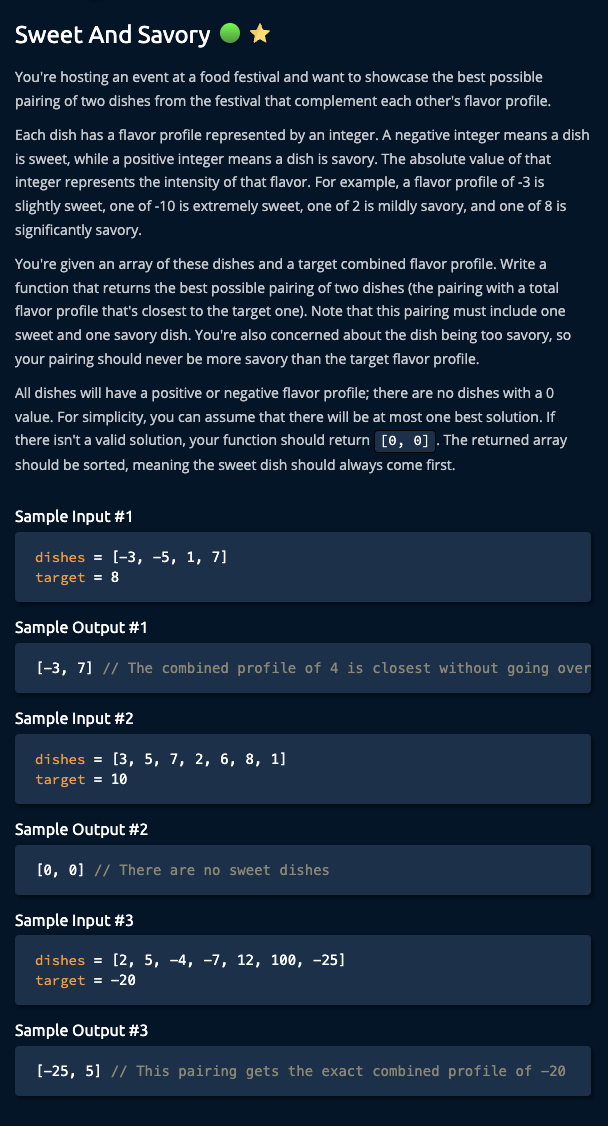 Sweet And Savory
You're hosting an event at a food festival and want to showcase the best possible
pairing of two dishes from the festival that complement each other's flavor profile.
Each dish has a flavor profile represented by an integer. A negative integer means a dish
is sweet, while a positive integer means a dish is savory. The absolute value of that
integer represents the intensity of that flavor. For example, a flavor profile of -3 is
slightly sweet, one of -10 is extremely sweet, one of 2 is mildly savory, and one of 8 is
significantly savory.
You're given an array of these dishes and a target combined flavor profile. Write a
function that returns the best possible pairing of two dishes (the pairing with a total
flavor profile that's closest to the target one). Note that this pairing must include one
sweet and one savory dish. You're also concerned about the dish being too savory, so
your pairing should never be more savory than the target flavor profile.
All dishes will have a positive or negative flavor profile; there are no dishes with a 0
value. For simplicity, you can assume that there will be at most one best solution. If
there isn't a valid solution, your function should return [0, 0] . The returned array
should be sorted, meaning the sweet dish should always come first.
Sample Input #1
dishes = [-3, -5, 1, 7]
target = 8
Sample Output #1
[-3, 7] // The combined profile of 4 is closest without going over
Sample Input #2
dishes = [3, 5, 7, 2, 6, 8, 1]
target = 10
Sample Output #2
[0, 0] // There are no sweet dishes
Sample Input #3
dishes = [2, 5, -4, -7, 12, 100, -25]
target = -20
Sample Output #3
[-25, 5] // This pairing gets the exact combined profile of -20